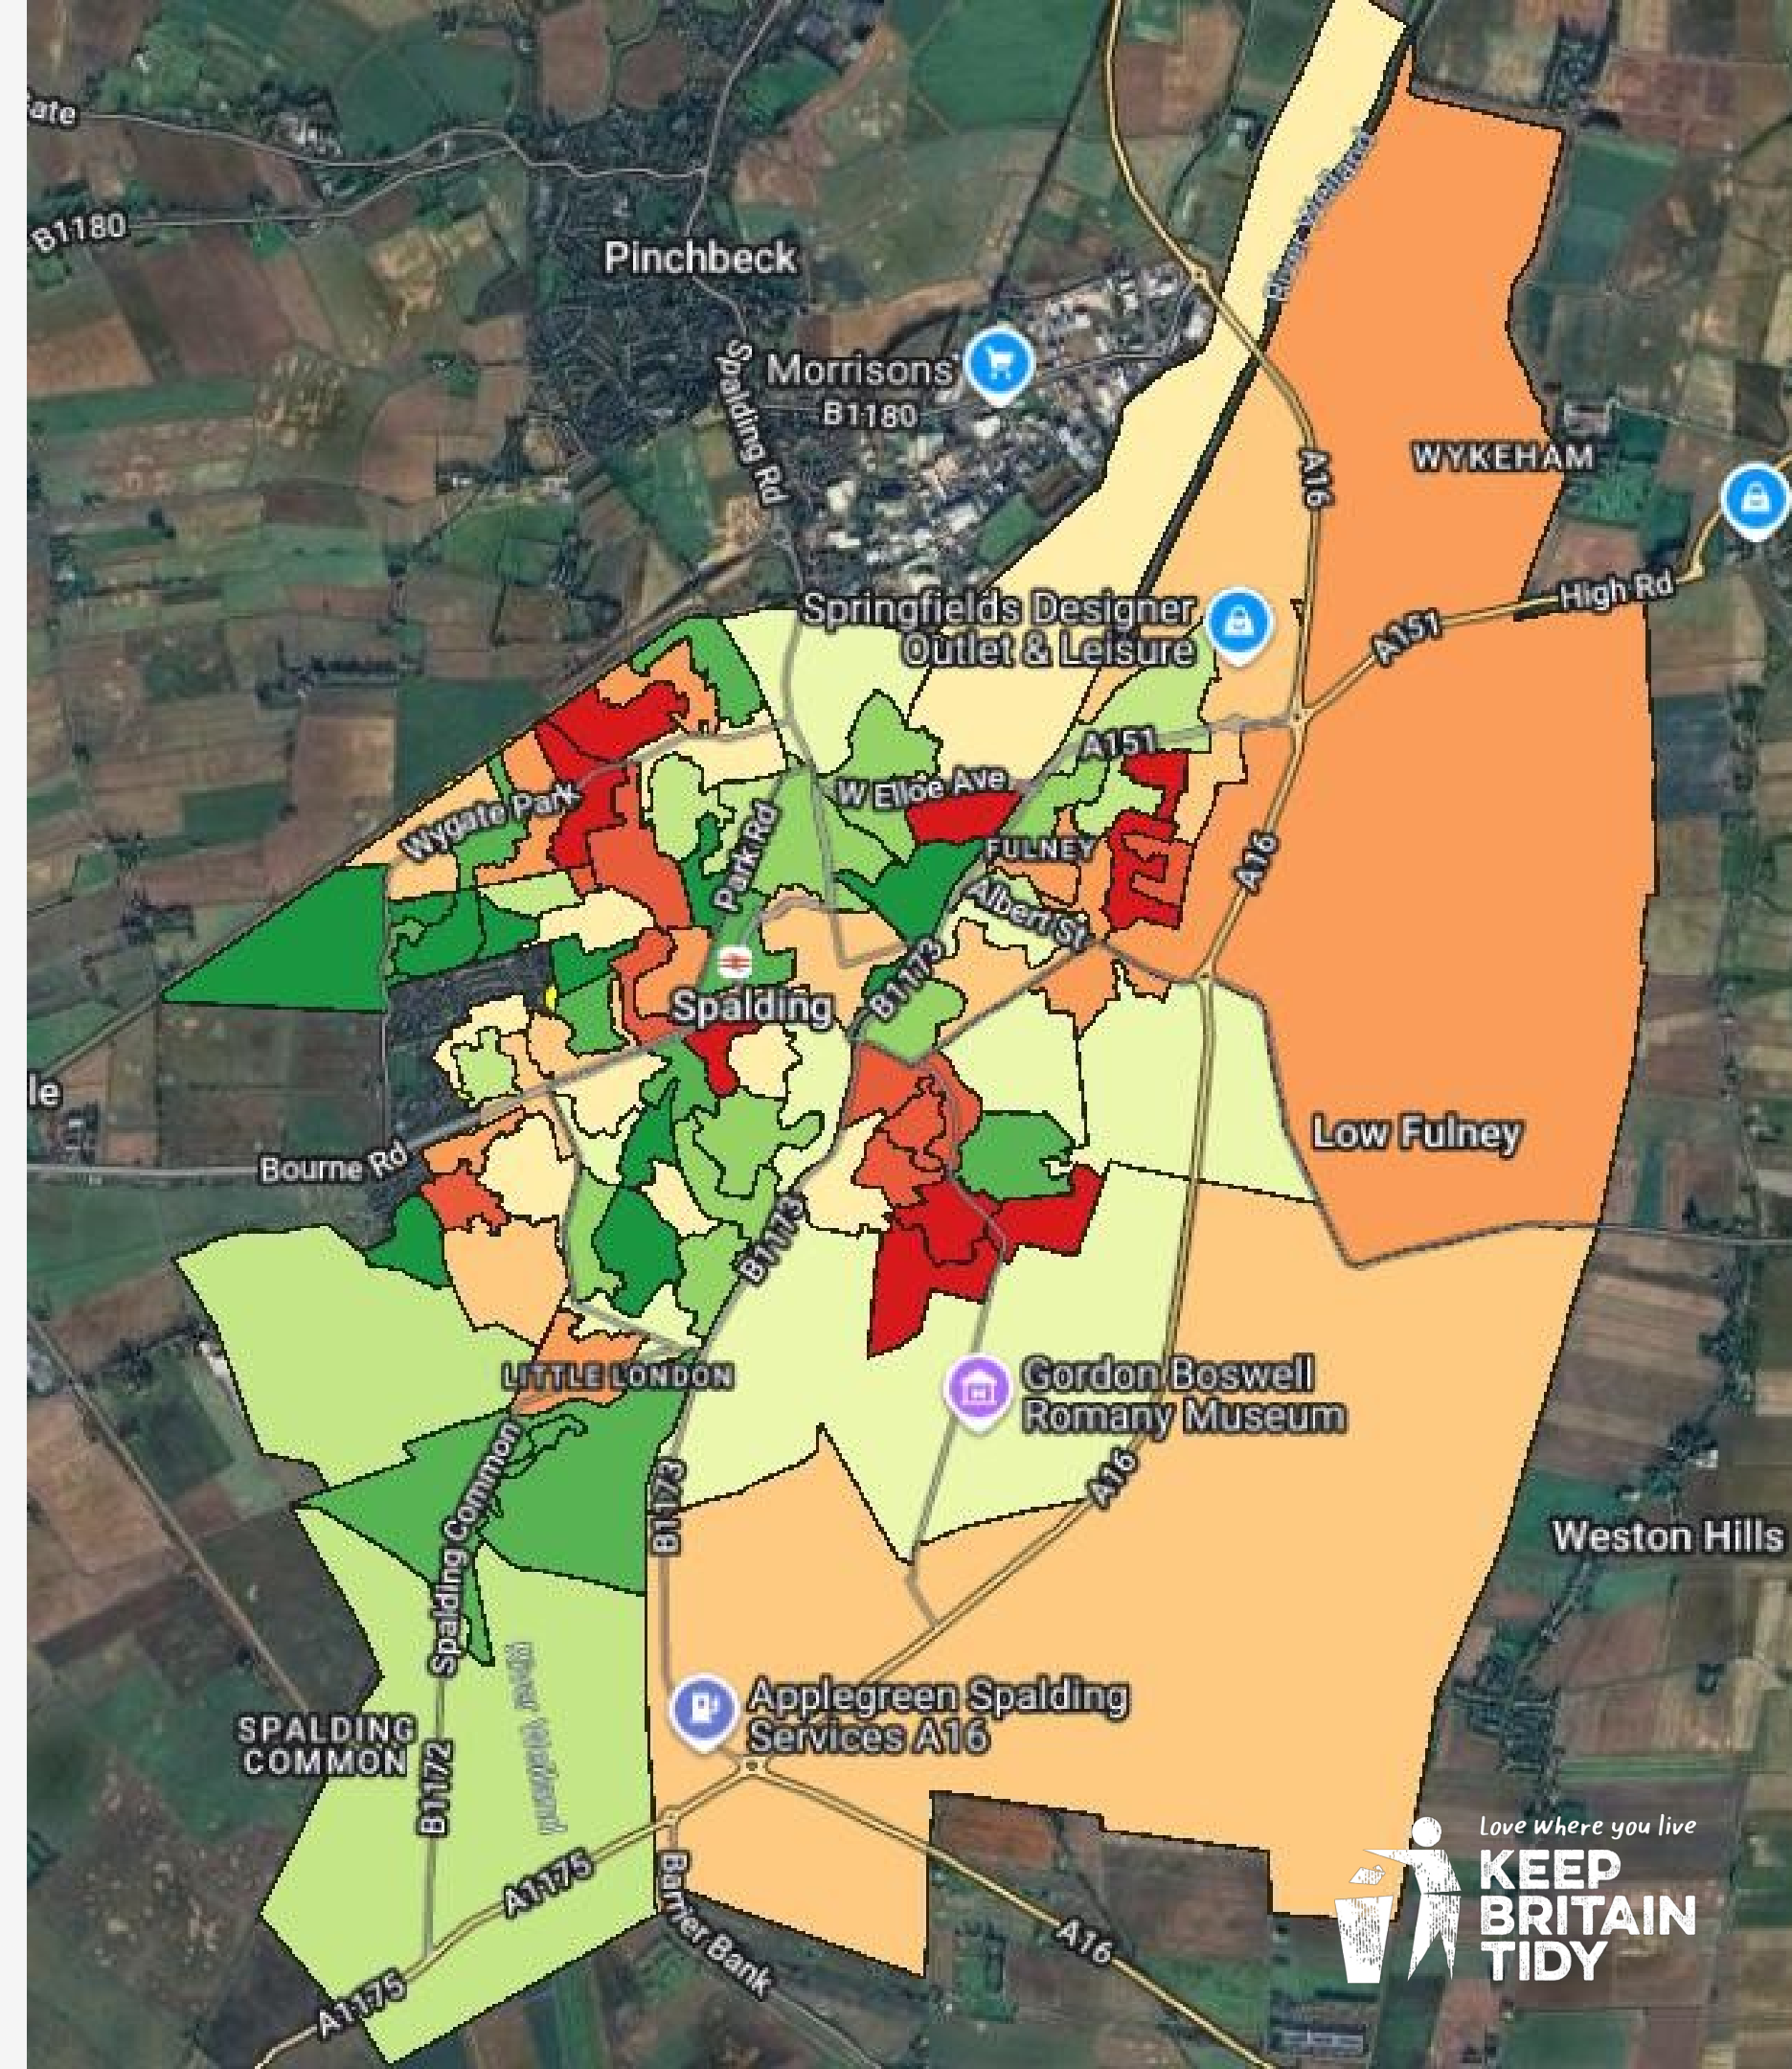 B1180
Pinchbeck
Spalding Rd
Morrisons
B1180
WYKEHAM
A16
High Rd
A151
Springfields Designer
Outlet & Leisure
A151
W Elloe Ave
Wygate Park
Park Rd
FULNEY
Albert St
A16
B1173
Spalding
le
Low Fulney
Bourne Rd
B1173
LITTLE LONDON
Gordon Boswell
Romany Museum
A16
Spalding Common
B1173
Weston Hills
Applegreen Spalding
Services A16
SPALDING
COMMON
B1172
A1175
A1175
Barrier Bank
A16
Love where you live
KEEP
BRITAIN
TIDY